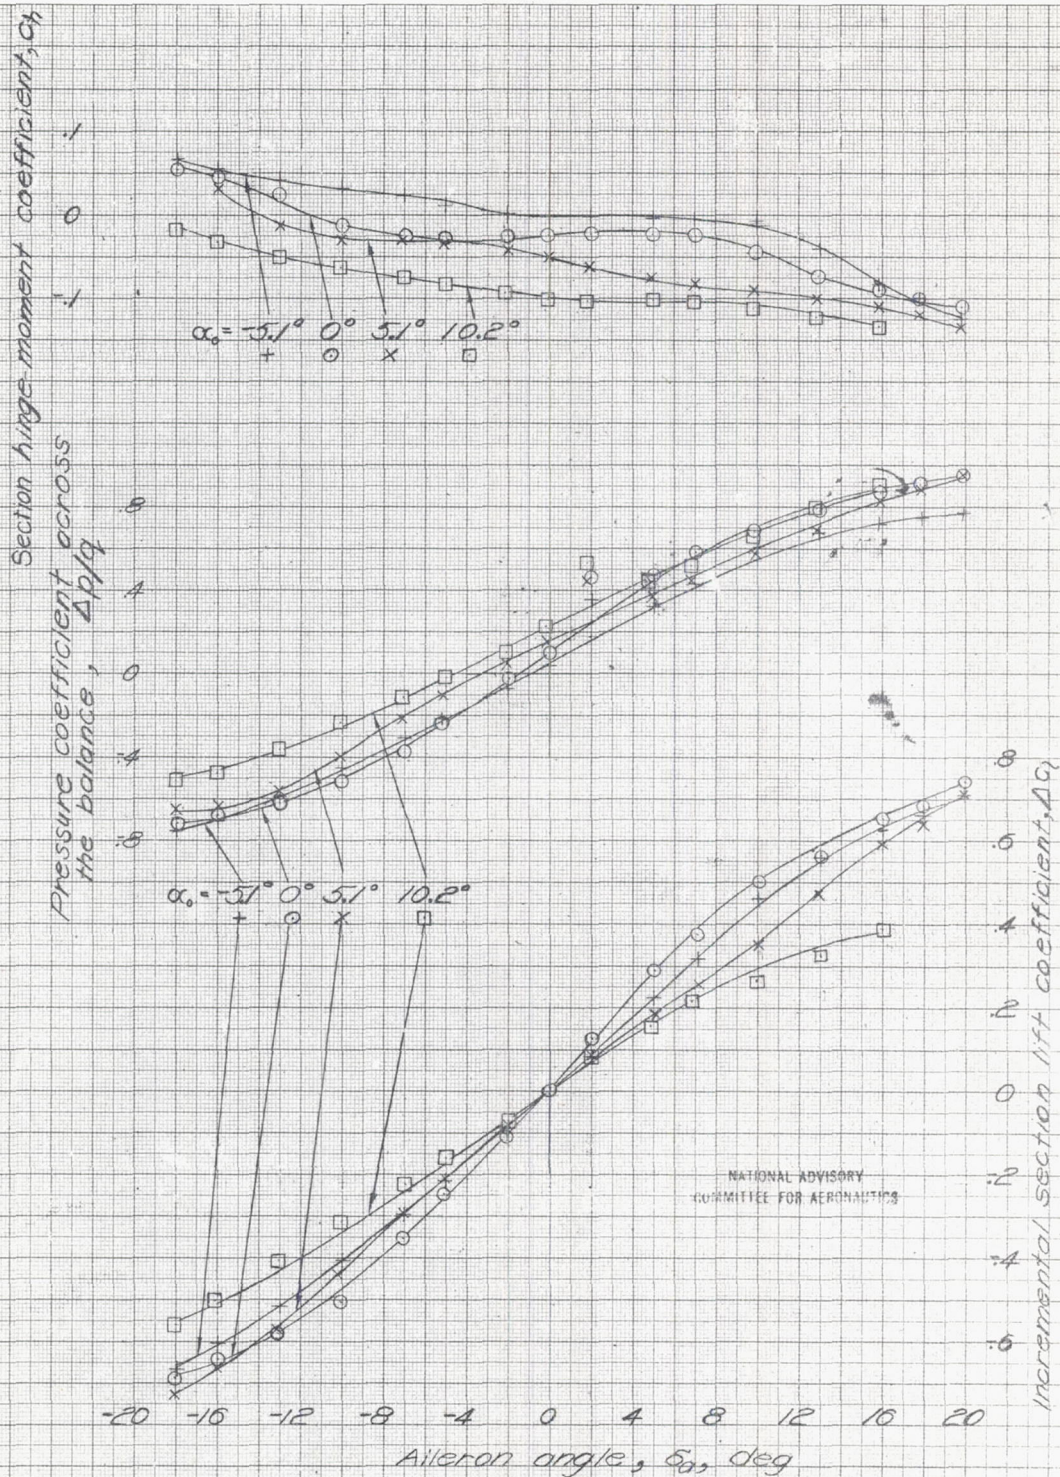 Section hinge-moment coefficient, ch
.1
0
-.1
α₀ = -5.1° 0° 5.1° 10.2°
Pressure coefficient across
the balance, Δp/q
.8
.4
0
-.4
-.8
α₀ = -5.1° 0° 5.1° 10.2°
.8
.6
.4
.2
0
-.2
-.4
-.6
Incremental section lift coefficient, Δcl
NATIONAL ADVISORY
COMMITTEE FOR AERONAUTICS
-20 -16 -12 -8 -4 0 4 8 12 16 20
Aileron angle, δa, deg